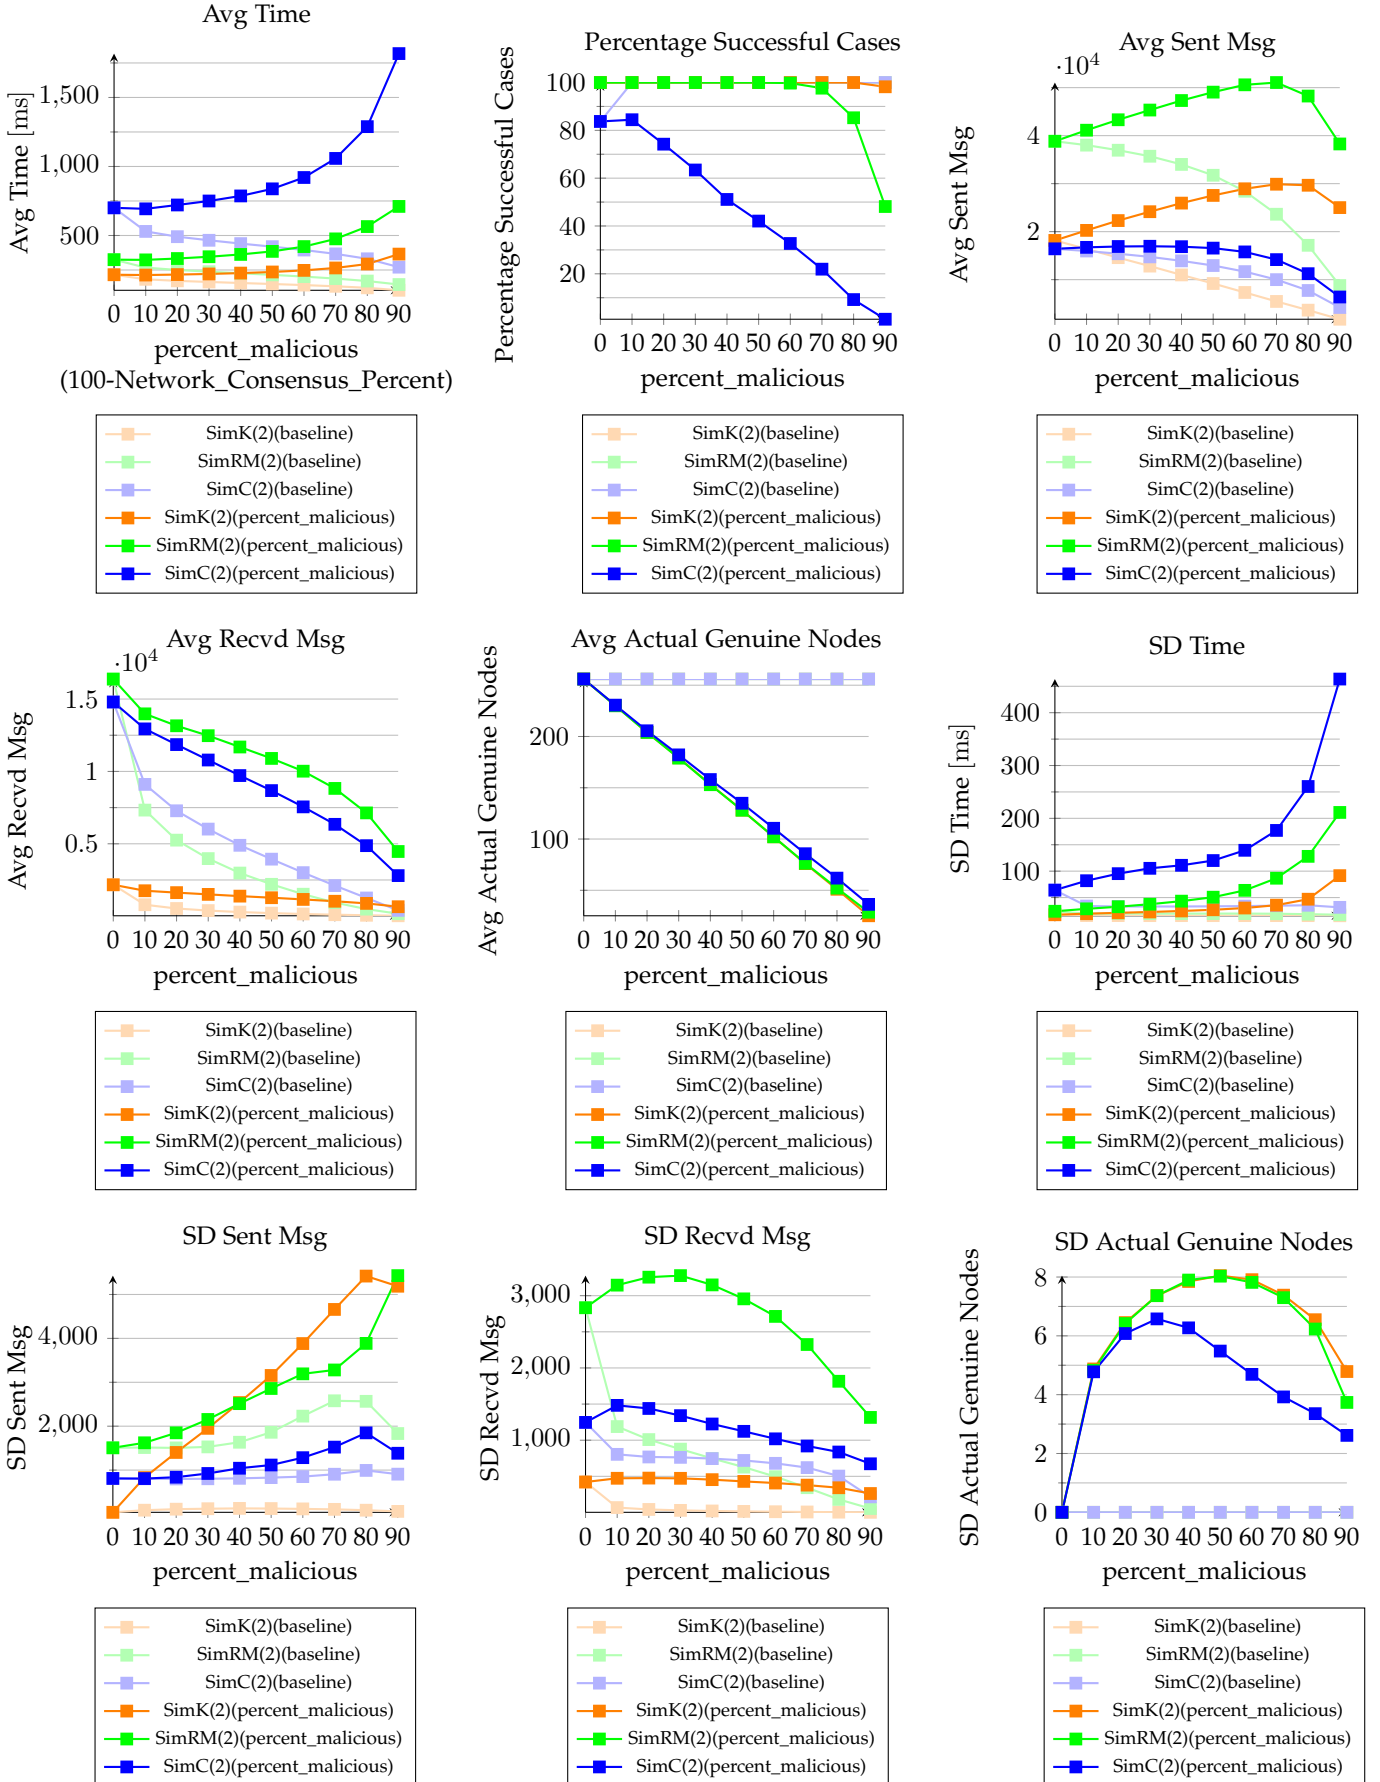 Avg Time
Avg Time [ms]
1,500
1,000
500
0 10 20 30 40 50 60 70 80 90
percent_malicious
(100-Network_Consensus_Percent)
SimK(2)(baseline)
SimRM(2)(baseline)
SimC(2)(baseline)
SimK(2)(percent_malicious)
SimRM(2)(percent_malicious)
SimC(2)(percent_malicious)
Percentage Successful Cases
Percentage Successful Cases
100
80
60
40
20
0 10 20 30 40 50 60 70 80 90
percent_malicious
SimK(2)(baseline)
SimRM(2)(baseline)
SimC(2)(baseline)
SimK(2)(percent_malicious)
SimRM(2)(percent_malicious)
SimC(2)(percent_malicious)
Avg Sent Msg
·10⁴
Avg Sent Msg
4
2
0 10 20 30 40 50 60 70 80 90
percent_malicious
SimK(2)(baseline)
SimRM(2)(baseline)
SimC(2)(baseline)
SimK(2)(percent_malicious)
SimRM(2)(percent_malicious)
SimC(2)(percent_malicious)
Avg Recvd Msg
·10⁴
Avg Recvd Msg
1.5
1
0.5
0 10 20 30 40 50 60 70 80 90
percent_malicious
SimK(2)(baseline)
SimRM(2)(baseline)
SimC(2)(baseline)
SimK(2)(percent_malicious)
SimRM(2)(percent_malicious)
SimC(2)(percent_malicious)
Avg Actual Genuine Nodes
Avg Actual Genuine Nodes
200
100
0 10 20 30 40 50 60 70 80 90
percent_malicious
SimK(2)(baseline)
SimRM(2)(baseline)
SimC(2)(baseline)
SimK(2)(percent_malicious)
SimRM(2)(percent_malicious)
SimC(2)(percent_malicious)
SD Time
SD Time [ms]
400
300
200
100
0 10 20 30 40 50 60 70 80 90
percent_malicious
SimK(2)(baseline)
SimRM(2)(baseline)
SimC(2)(baseline)
SimK(2)(percent_malicious)
SimRM(2)(percent_malicious)
SimC(2)(percent_malicious)
SD Sent Msg
SD Sent Msg
4,000
2,000
0 10 20 30 40 50 60 70 80 90
percent_malicious
SimK(2)(baseline)
SimRM(2)(baseline)
SimC(2)(baseline)
SimK(2)(percent_malicious)
SimRM(2)(percent_malicious)
SimC(2)(percent_malicious)
SD Recvd Msg
SD Recvd Msg
3,000
2,000
1,000
0 10 20 30 40 50 60 70 80 90
percent_malicious
SimK(2)(baseline)
SimRM(2)(baseline)
SimC(2)(baseline)
SimK(2)(percent_malicious)
SimRM(2)(percent_malicious)
SimC(2)(percent_malicious)
SD Actual Genuine Nodes
SD Actual Genuine Nodes
8
6
4
2
0
0 10 20 30 40 50 60 70 80 90
percent_malicious
SimK(2)(baseline)
SimRM(2)(baseline)
SimC(2)(baseline)
SimK(2)(percent_malicious)
SimRM(2)(percent_malicious)
SimC(2)(percent_malicious)